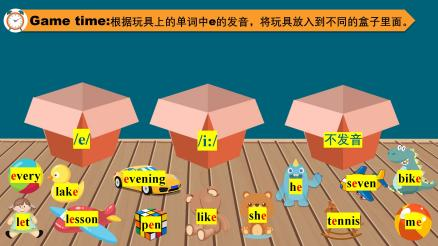 Game time:根据玩具上的单词中e的发音，将玩具放入到不同的盒子里面。
/e/
/i:/
不发音
every
lake
evening
he
seven
bike
let
lesson
pen
like
she
tennis
me